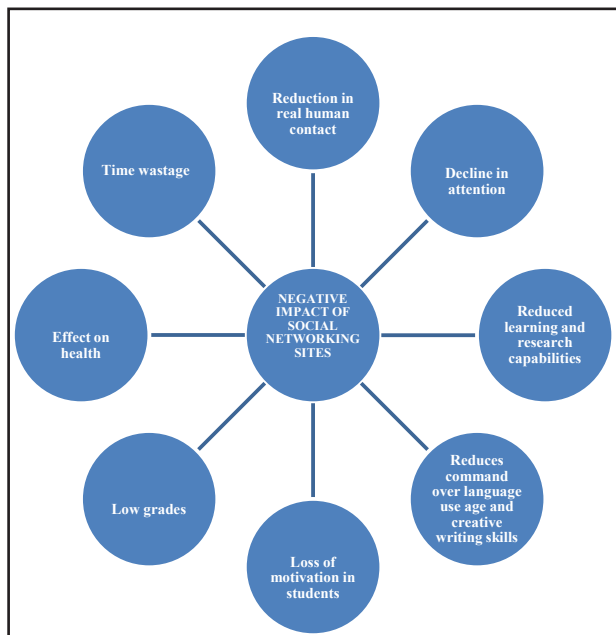 Reduction in
real human
contact
Decline in
attention
Reduced
learning and
research
capabilities
Reduces
command
over language
use age and
creative
writing skills
Loss of
motivation in
students
Low grades
Effect on
health
Time wastage
NEGATIVE
IMPACT OF
SOCIAL
NETWORKING
SITES